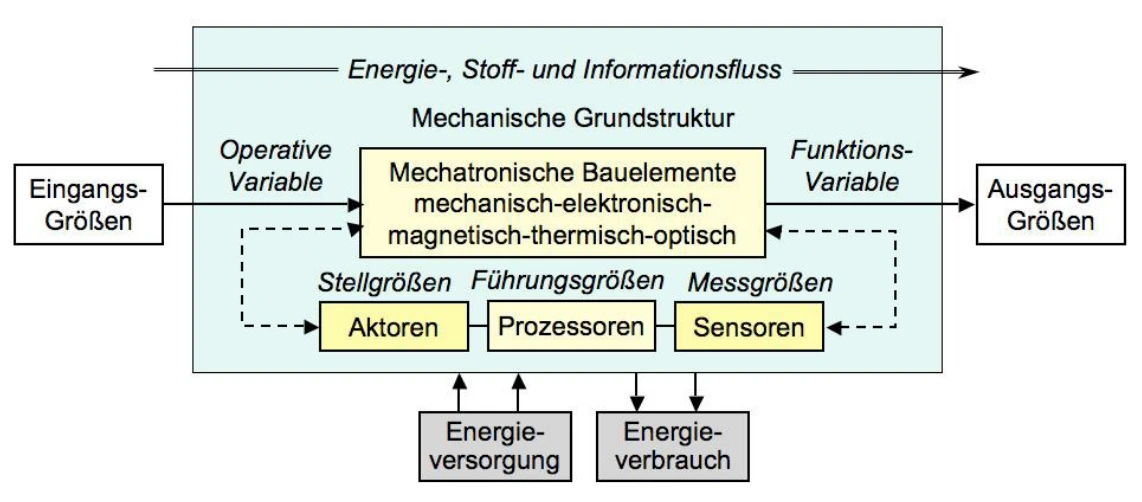 Energie-, Stoff- und Informationsfluss
Mechanische Grundstruktur
Eingangs-
Größen
Operative
Variable
Mechatronische Bauelemente
mechanisch-elektronisch-
magnetisch-thermisch-optisch
Funktions-
Variable
Ausgangs-
Größen
Stellgrößen
Führungsgrößen
Messgrößen
Aktoren
Prozessoren
Sensoren
Energie-
versorgung
Energie-
verbrauch